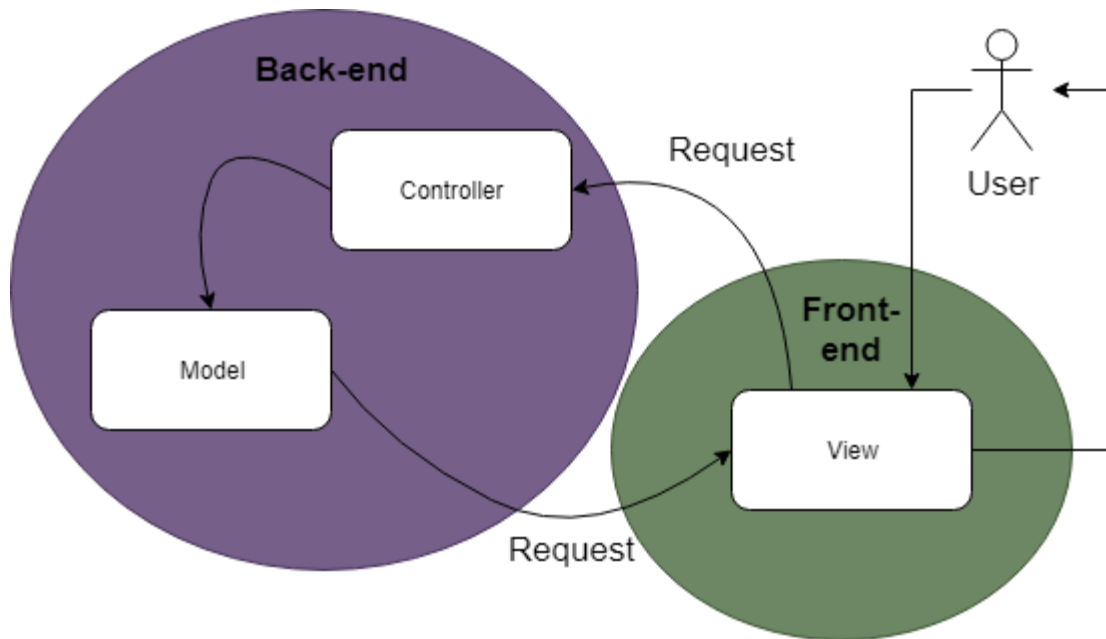 Back-end
Controller
Model
Request
User
Front-
end
View
Request